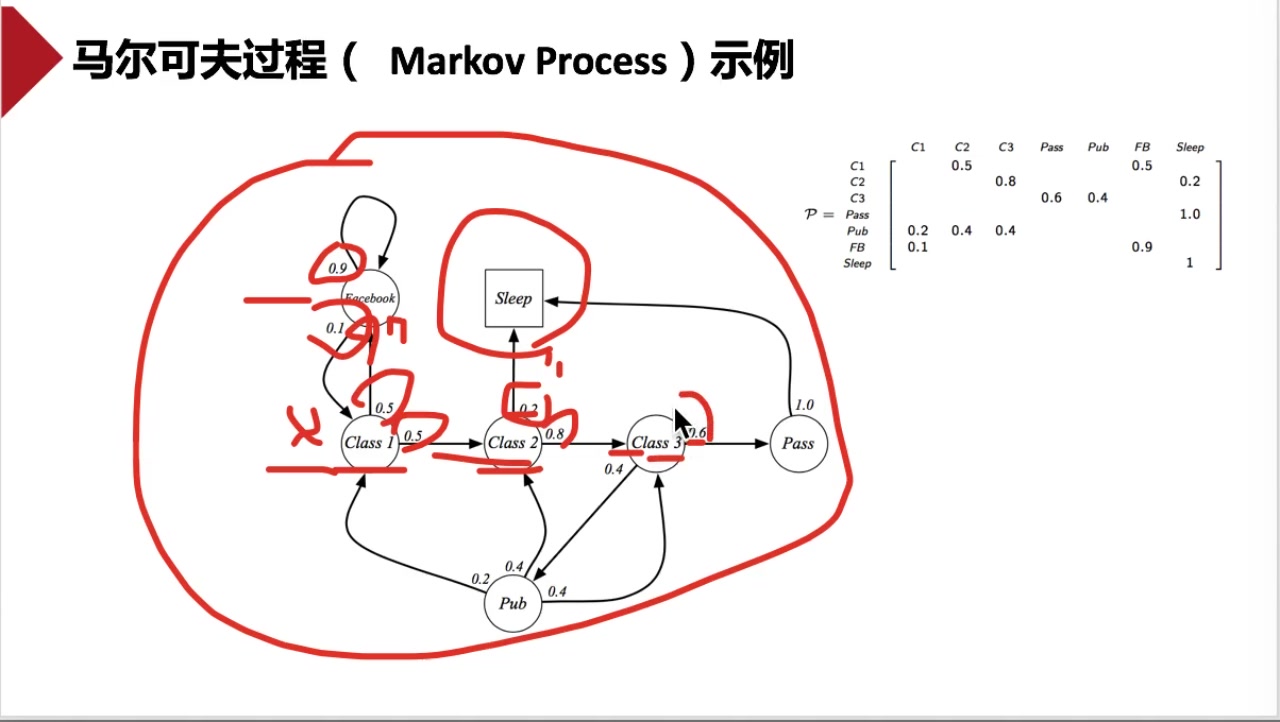 马尔可夫过程（ Markov Process）示例
C1 C2 C3 Pass Pub FB Sleep
C1 0.5 0.5
C2 0.8 0.2
C3 0.6 0.4
𝒫 = Pass 1.0
Pub 0.2 0.4 0.4
FB 0.1 0.9
Sleep 1
0.9
Facebook
Sleep
0.1
0.5
0.2
1.0
Class 1
0.5
Class 2
0.8
Class 3
0.6
Pass
0.4
0.4
0.2
0.4
Pub